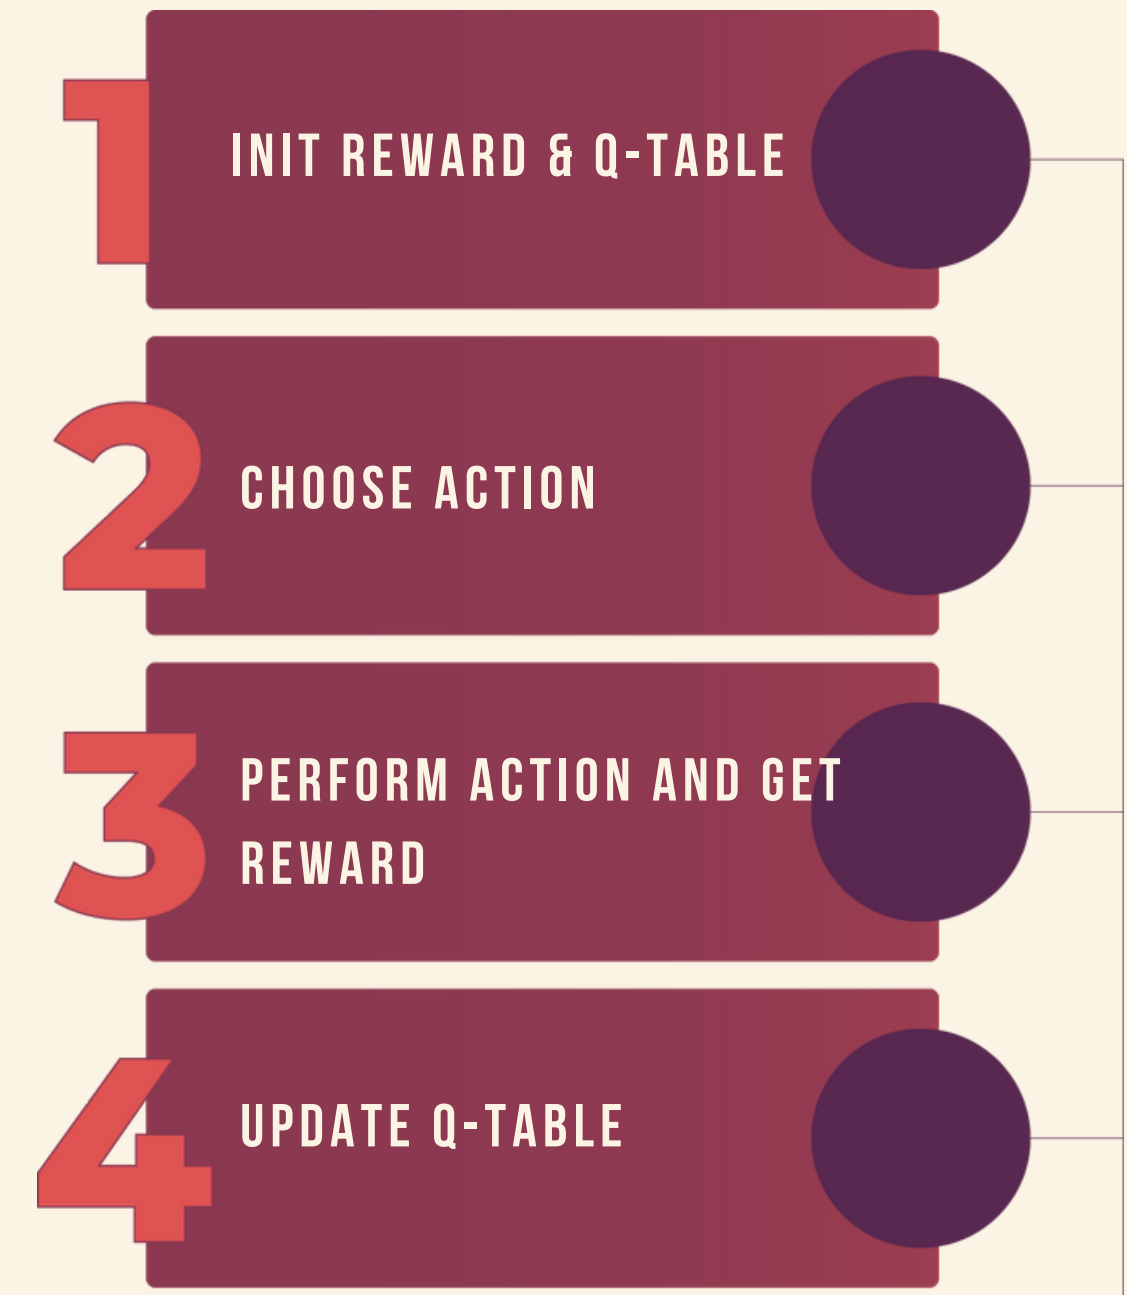 1
INIT REWARD & Q-TABLE
2
CHOOSE ACTION
3
PERFORM ACTION AND GET
REWARD
4
UPDATE Q-TABLE